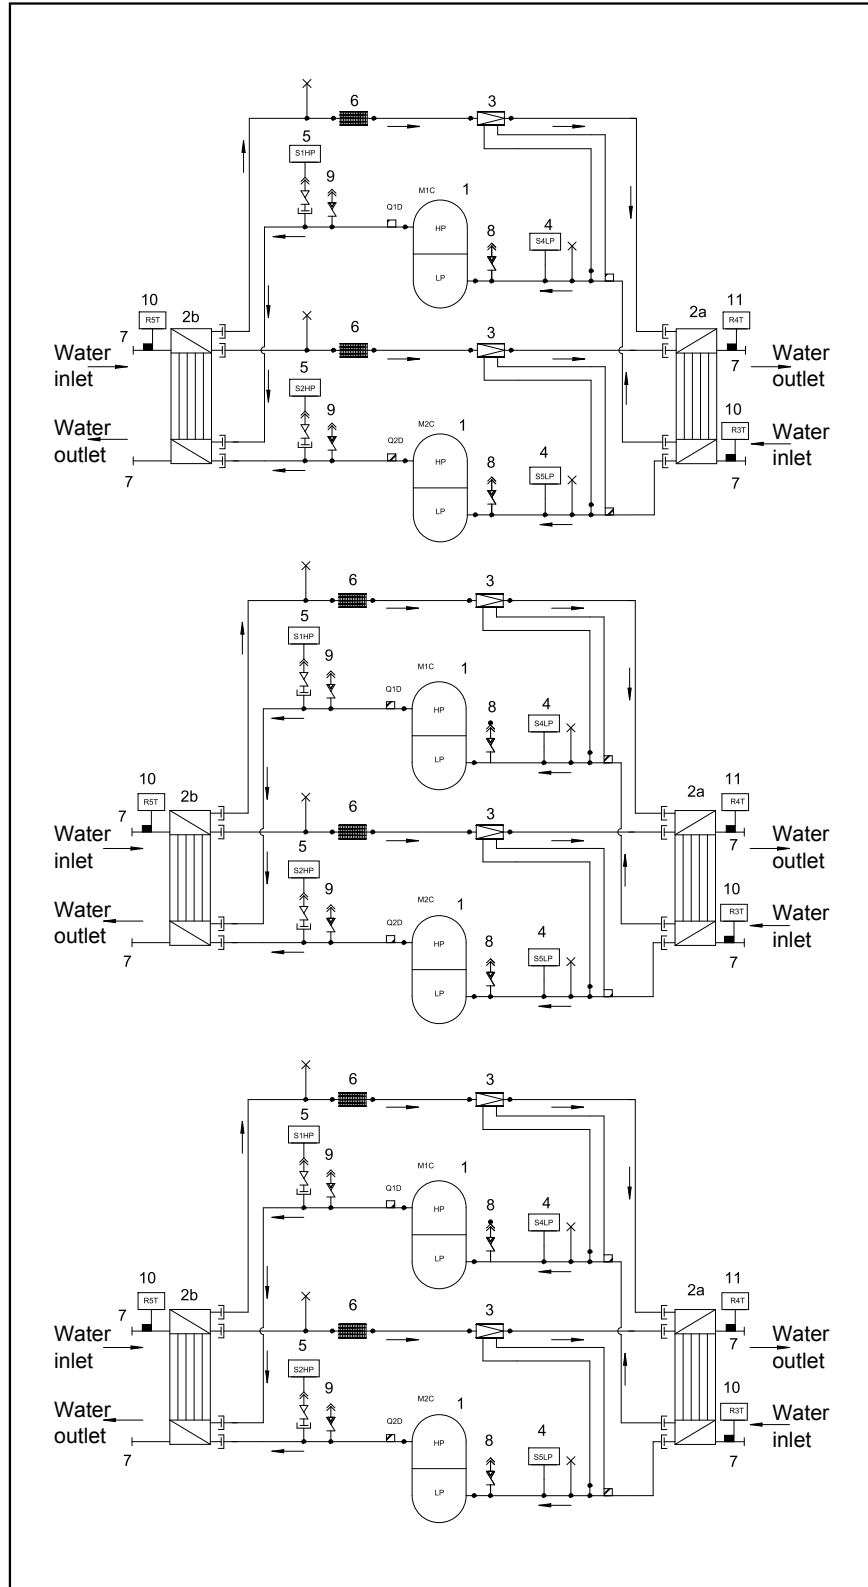 6
3
5
S1HP
9
M1C
1
Q1D
HP
8
4
S4LP
LP
10
2b
6
3
2a
11
R5T
R4T
7
7
Water
inlet
Water
outlet
5
S2HP
9
M2C
1
10
Water
outlet
Q2D
HP
8
4
R3T
Water
inlet
S5LP
LP
7
7
6
3
5
S1HP
9
M1C
1
Q1D
HP
8
4
S4LP
LP
10
2b
6
3
2a
11
R5T
R4T
7
7
Water
inlet
Water
outlet
5
S2HP
9
M2C
1
10
Water
outlet
Q2D
HP
8
4
R3T
Water
inlet
S5LP
LP
7
7
6
3
5
S1HP
9
M1C
1
Q1D
HP
8
4
S4LP
LP
10
2b
6
3
2a
11
R5T
R4T
7
7
Water
inlet
Water
outlet
5
S2HP
9
M2C
1
10
Water
outlet
Q2D
HP
8
4
R3T
Water
inlet
S5LP
LP
7
7